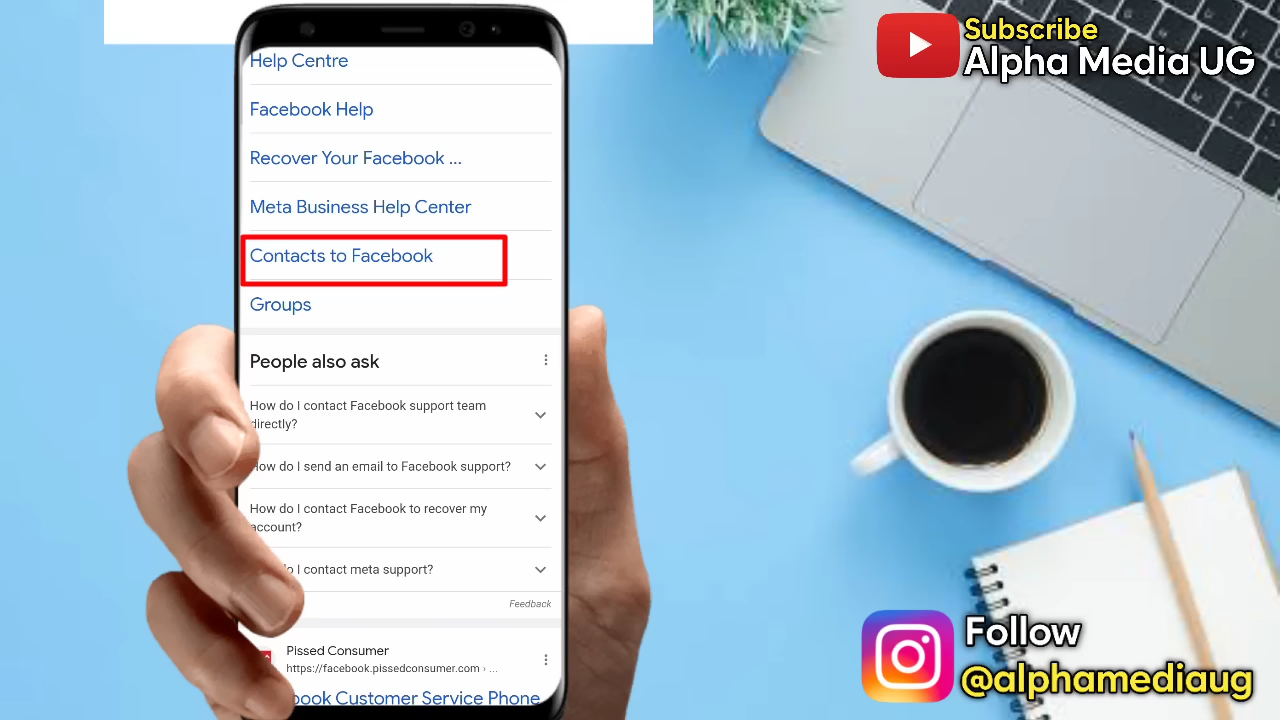 Subscribe
Alpha Media UG
Help Centre
Facebook Help
Recover Your Facebook ...
Meta Business Help Center
Contacts to Facebook
Groups
People also ask
How do I contact Facebook support team
directly?
How do I send an email to Facebook support?
How do I contact Facebook to recover my
account?
I contact meta support?
Feedback
Pissed Consumer
https://facebook.pissedconsumer.com › ...
Customer Service Phone
Follow
@alphamediaug